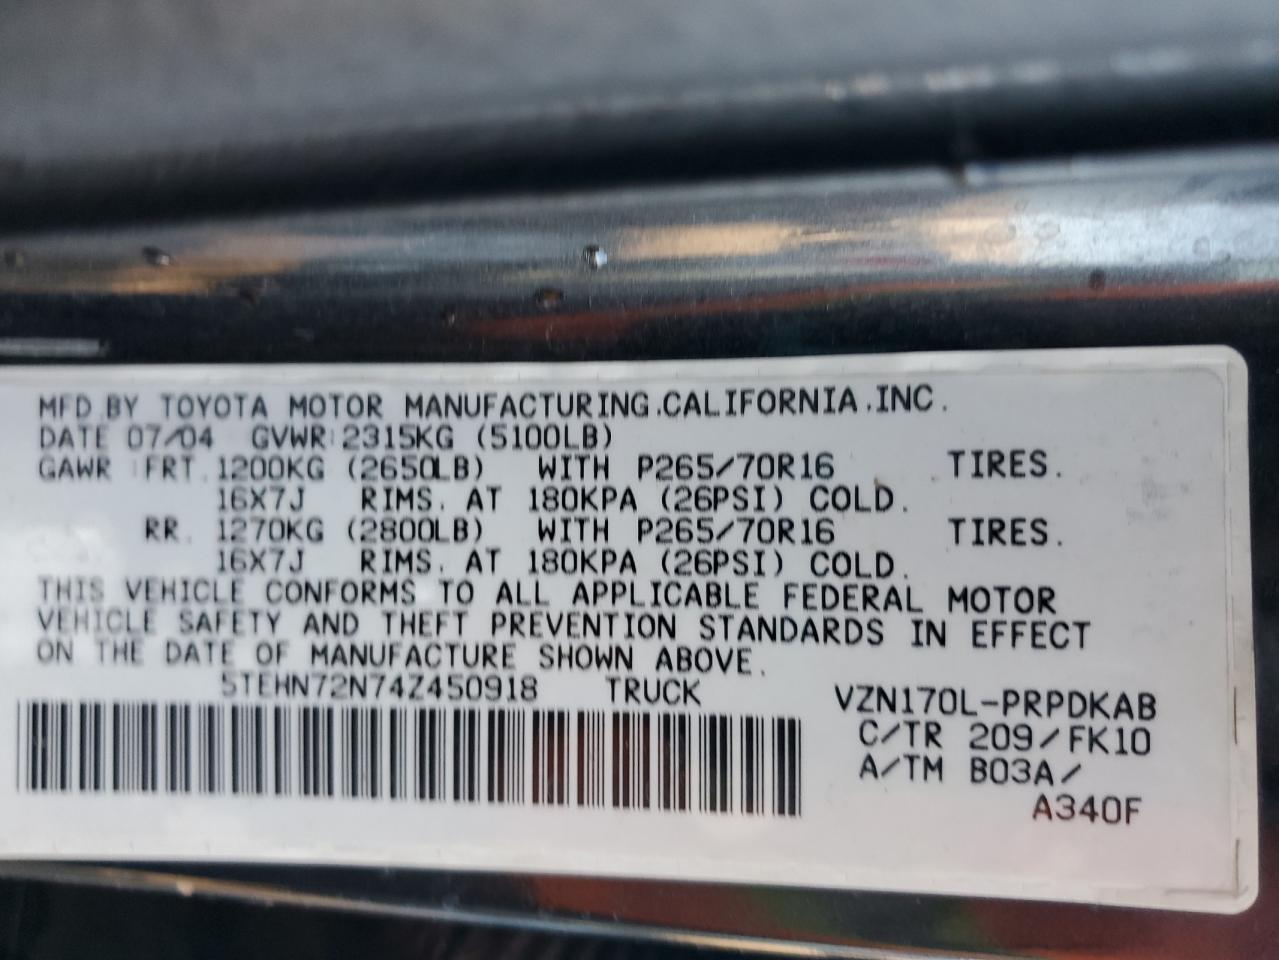 MFD.BY TOYOTA MOTOR MANUFACTURING.CALIFORNIA.INC.
DATE 07/04 GVWR:2315KG (5100LB)
GAWR :FRT.1200KG (2650LB) WITH P265/70R16 TIRES.
16X7J RIMS. AT 180KPA (26PSI) COLD.
RR. 1270KG (2800LB) WITH P265/70R16 TIRES.
16X7J RIMS. AT 180KPA (26PSI) COLD.
THIS VEHICLE CONFORMS TO ALL APPLICABLE FEDERAL MOTOR
VEHICLE SAFETY AND THEFT PREVENTION STANDARDS IN EFFECT
ON THE DATE OF MANUFACTURE SHOWN ABOVE.
5TEHN72N74Z450918 TRUCK VZN170L-PRPDKAB
C/TR 209/FK10
A/TM B03A/
A340F